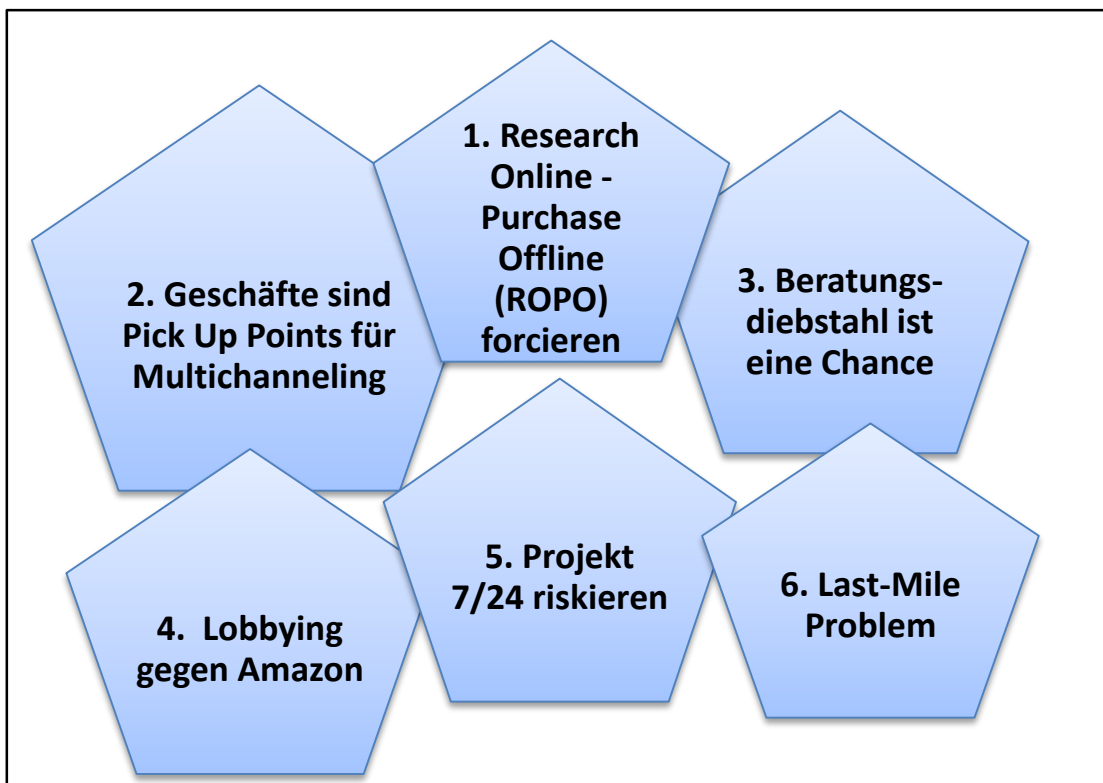 1. Research
Online -
Purchase
Offline
(ROPO)
forcieren
2. Geschäfte sind
Pick Up Points für
Multichanneling
3. Beratungs-
diebstahl ist
eine Chance
4. Lobbying
gegen Amazon
5. Projekt
7/24 riskieren
6. Last-Mile
Problem